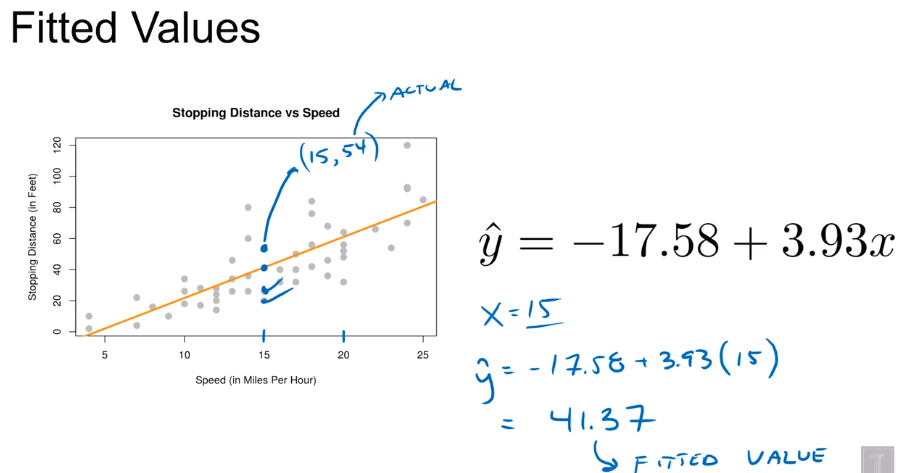 Fitted Values
ACTUAL
Stopping Distance vs Speed
(15, 54)
Stopping Distance (in Feet)
120
100
80
60
40
20
0
5 10 15 20 25
Speed (in Miles Per Hour)
ŷ = −17.58 + 3.93x
x = 15
ŷ = -17.58 + 3.93(15)
= 41.37
FITTED VALUE